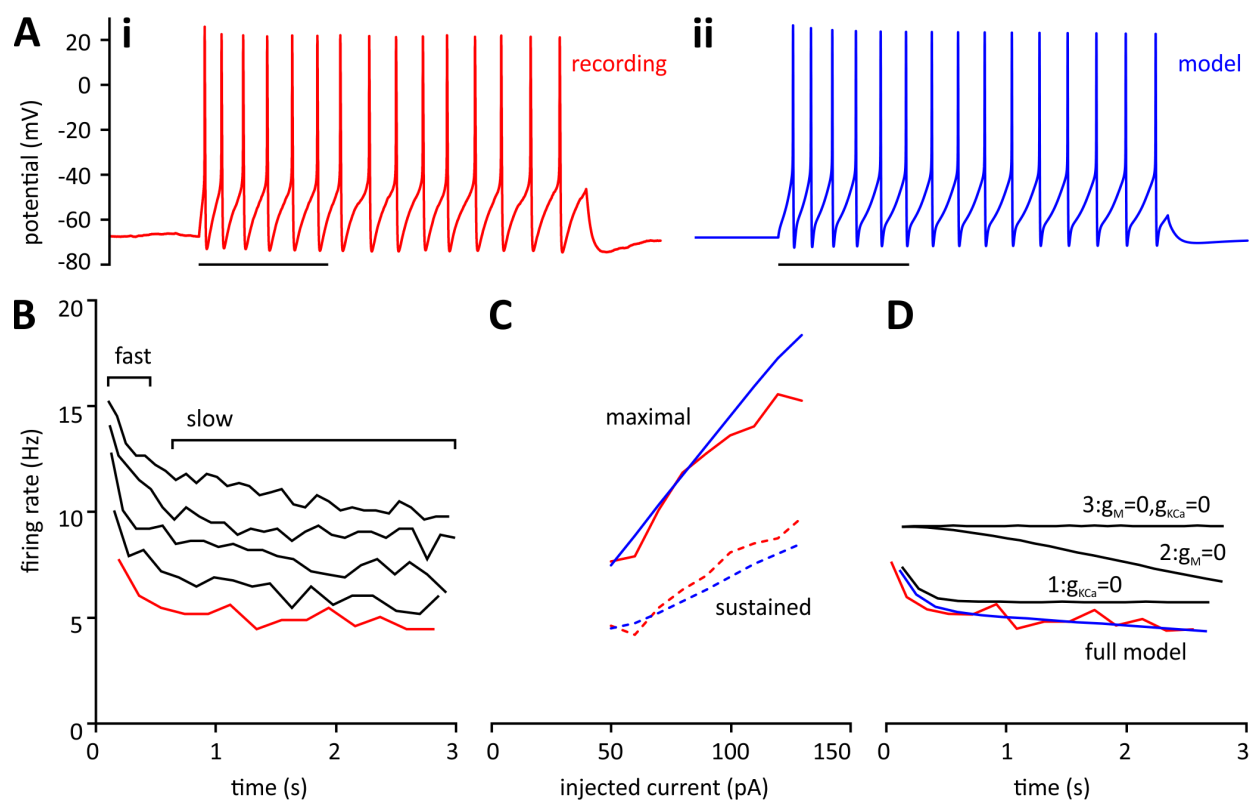 A i ii
recording
model
potential (mV)
20
0
-20
-40
-60
-80
B C D
firing rate (Hz)
20
15
10
5
0
fast
slow
0 1 2 3
time (s)
maximal
sustained
0 50 100 150
injected current (pA)
3:gM=0,gKCa=0
2:gM=0
1:gKCa=0
full model
0 1 2 3
time (s)